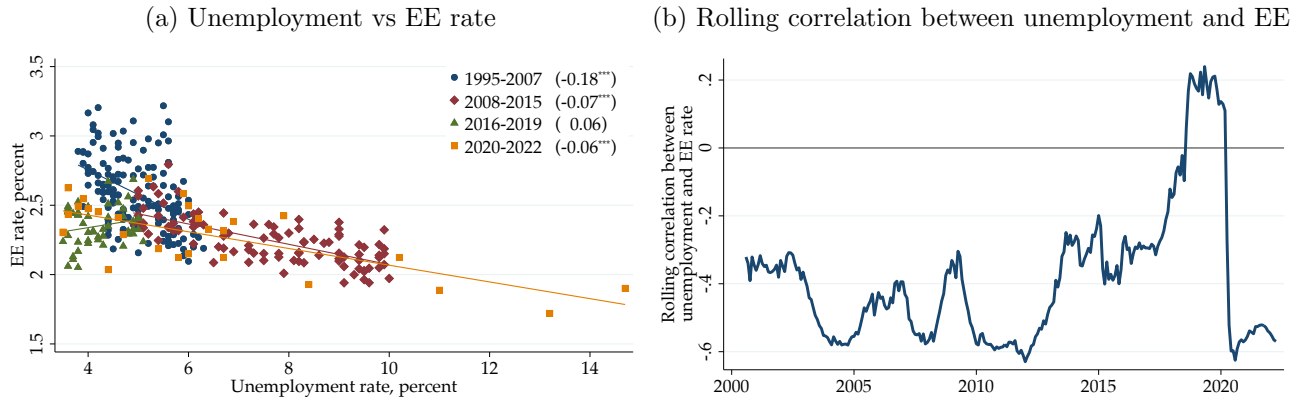 (a) Unemployment vs EE rate
3.5
3
2.5
2
1.5
EE rate, percent
1995-2007 (-0.18***)
2008-2015 (-0.07***)
2016-2019 ( 0.06)
2020-2022 (-0.06***)
4 6 8 10 12 14
Unemployment rate, percent
(b) Rolling correlation between unemployment and EE
.2
0
-.2
-.4
-.6
Rolling correlation between
unemployment and EE rate
2000 2005 2010 2015 2020